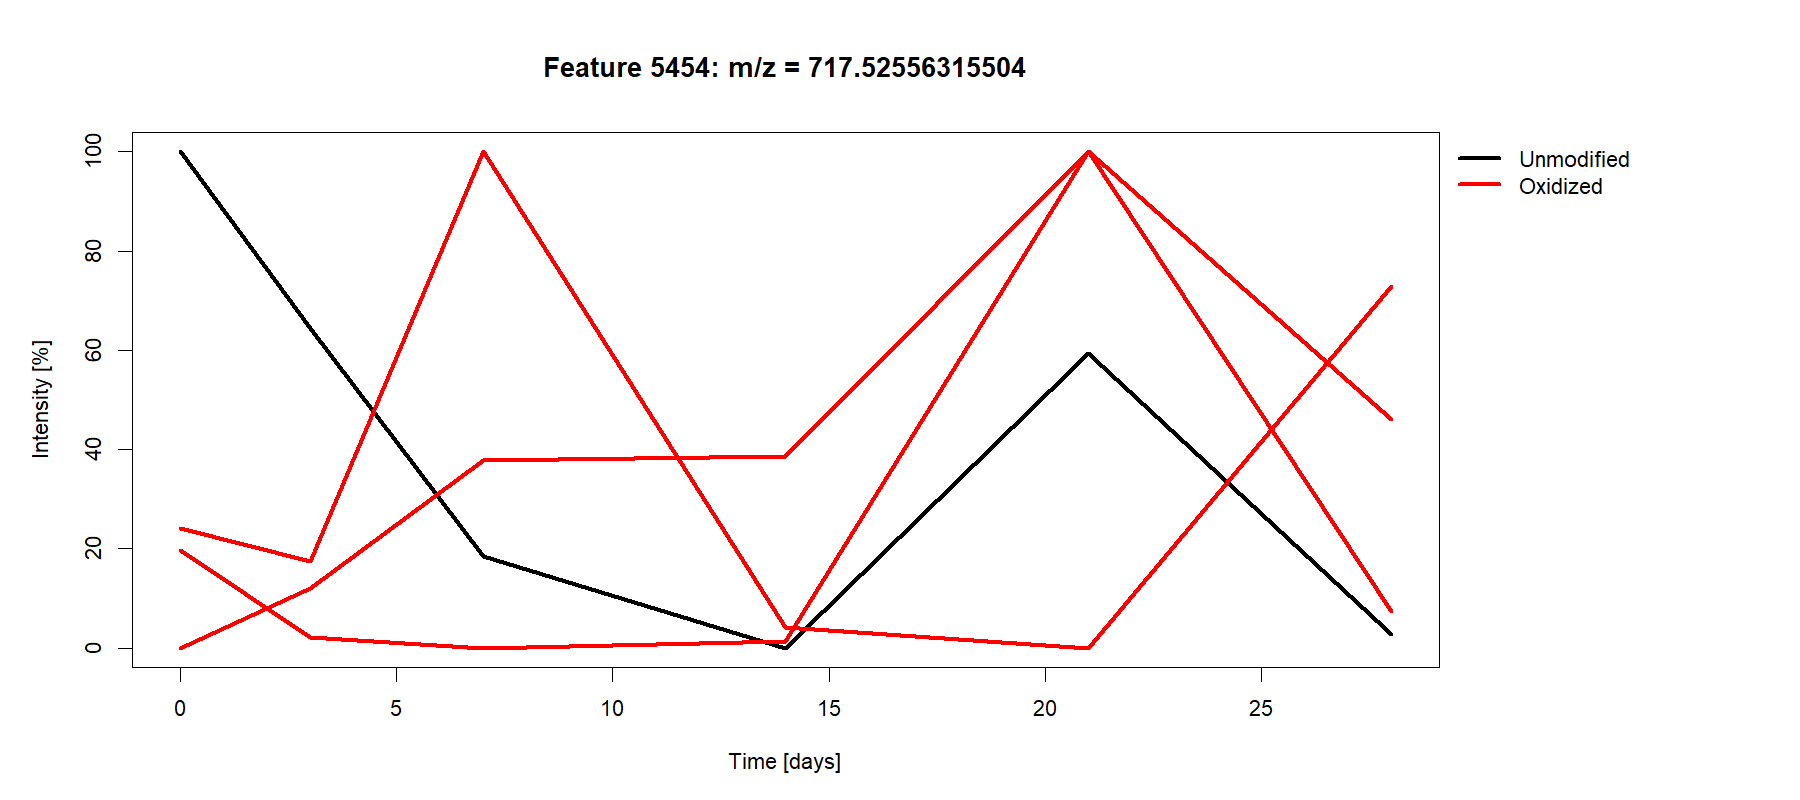 Feature 5454: m/z = 717.52556315504
Unmodified
Oxidized
Intensity [%]
100
80
60
40
20
0
0 5 10 15 20 25
Time [days]